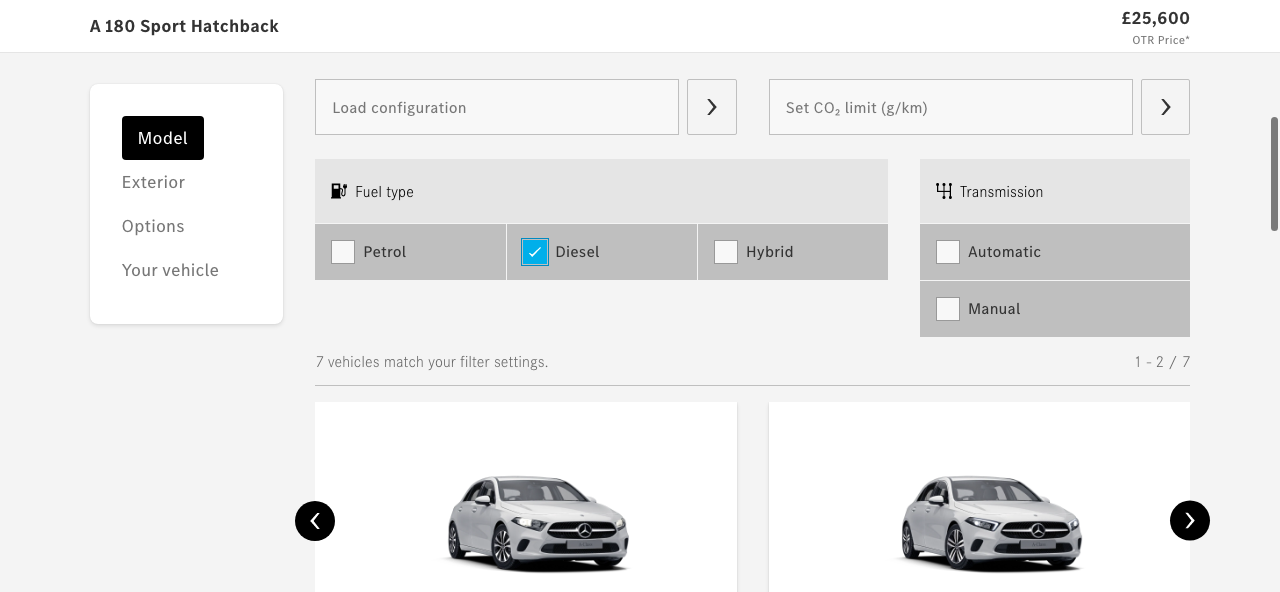 A 180 Sport Hatchback
£25,600
OTR Price*
Model
Exterior
Options
Your vehicle
Load configuration
Set CO₂ limit (g/km)
Fuel type
Transmission
Petrol
Diesel
Hybrid
Automatic
Manual
7 vehicles match your filter settings.
1 - 2 / 7